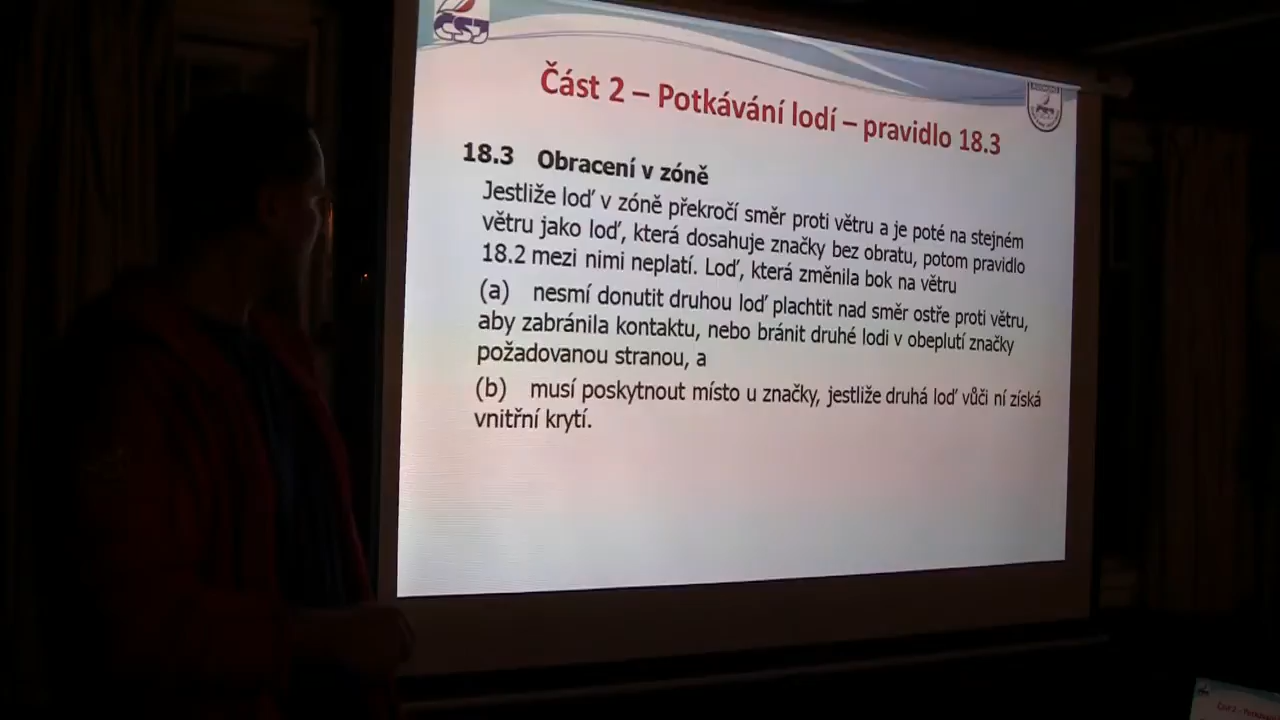 ČSJ
Část 2 – Potkávání lodí – pravidlo 18.3
18.3 Obracení v zóně
Jestliže loď v zóně překročí směr proti větru a je poté na stejném
větru jako loď, která dosahuje značky bez obratu, potom pravidlo
18.2 mezi nimi neplatí. Loď, která změnila bok na větru
(a) nesmí donutit druhou loď plachtit nad směr ostře proti větru,
aby zabránila kontaktu, nebo bránit druhé lodi v obeplutí značky
požadovanou stranou, a
(b) musí poskytnout místo u značky, jestliže druhá loď vůči ní získá
vnitřní krytí.